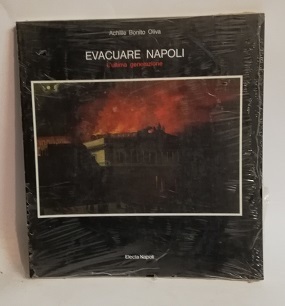 Achille Bonito Oliva
EVACUARE NAPOLI
L'ultima generazione
Electa Napoli